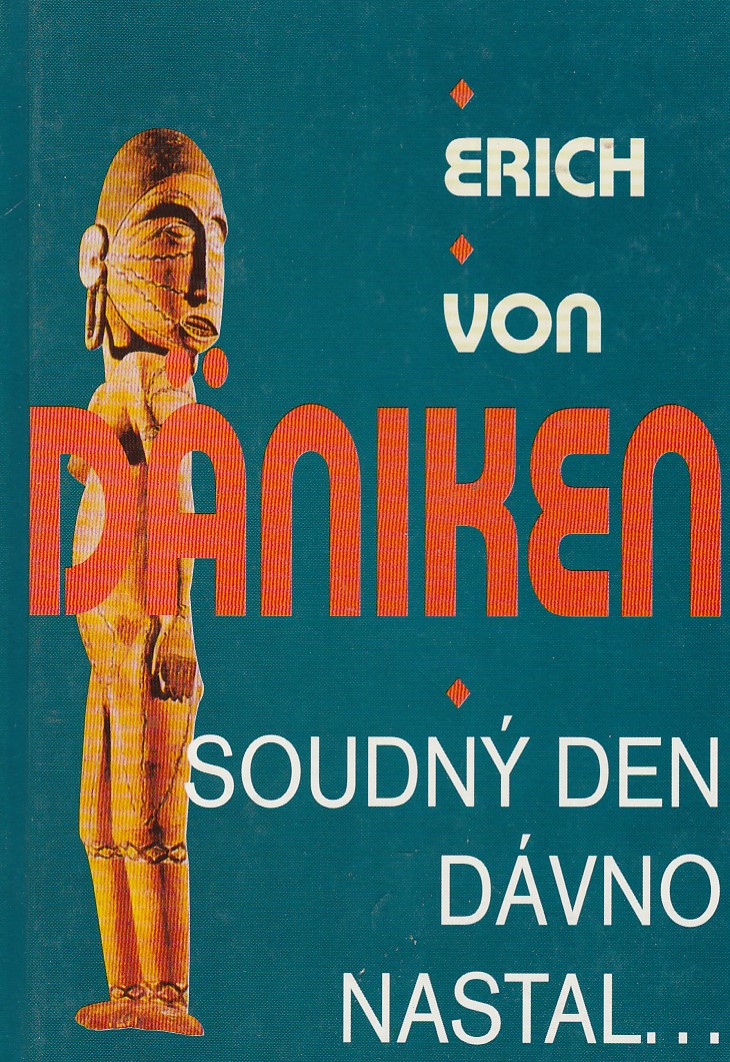 ERICH
VON
DÄNIKEN
SOUDNÝ DEN
DÁVNO
NASTAL...